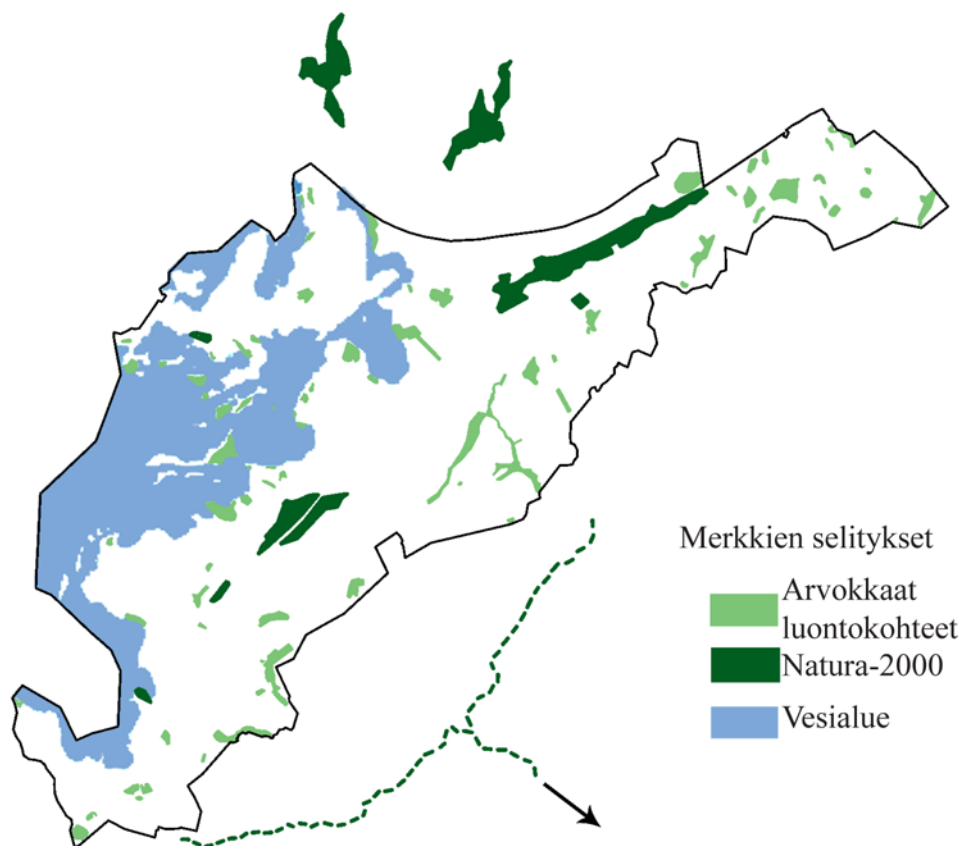 Merkkien selitykset
Arvokkaat
luontokohteet
Natura-2000
Vesialue